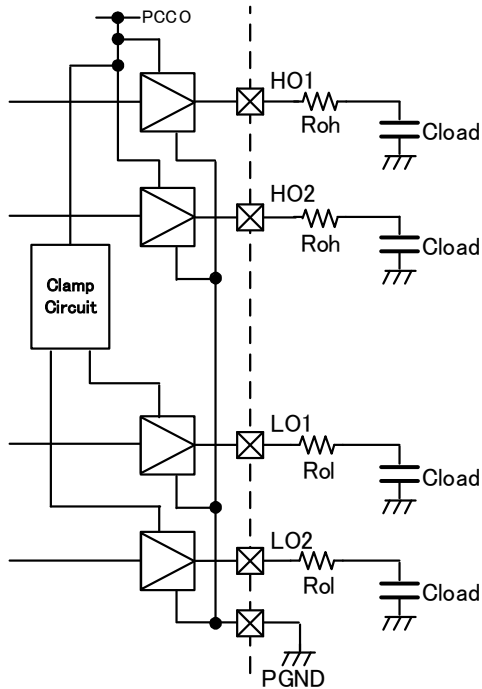 PCCO
HO1
Roh
Cload
HO2
Roh
Cload
Clamp
Circuit
LO1
Rol
Cload
LO2
Rol
Cload
PGND